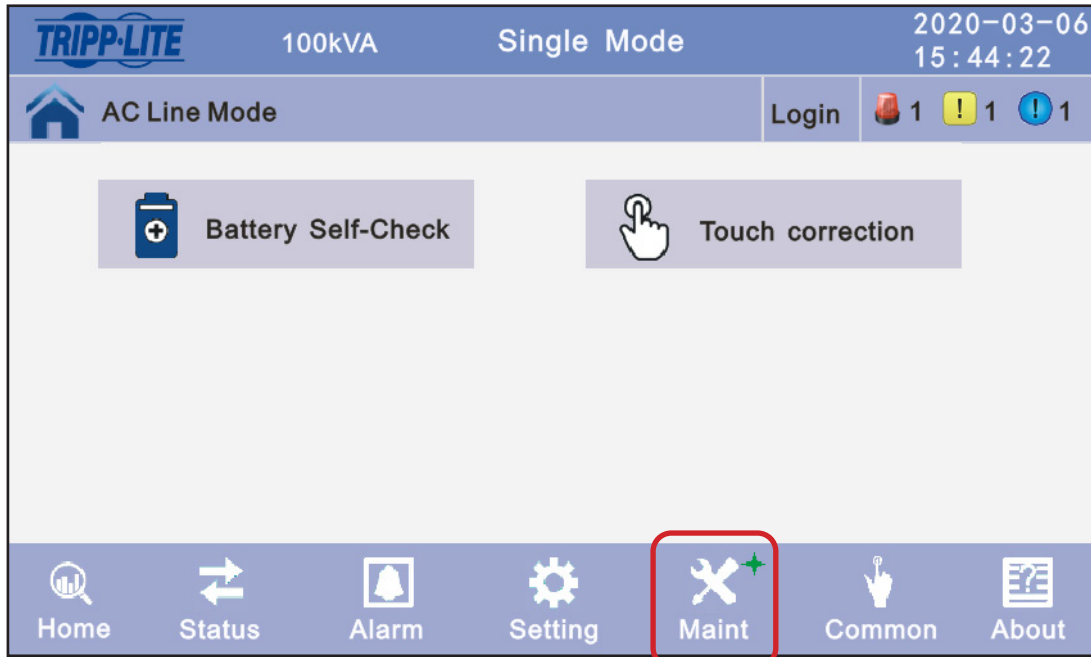 TRIPP·LITE 100kVA Single Mode 2020-03-06
15:44:22
AC Line Mode Login 1 ! 1 ! 1
Battery Self-Check Touch correction
Home Status Alarm Setting Maint Common About